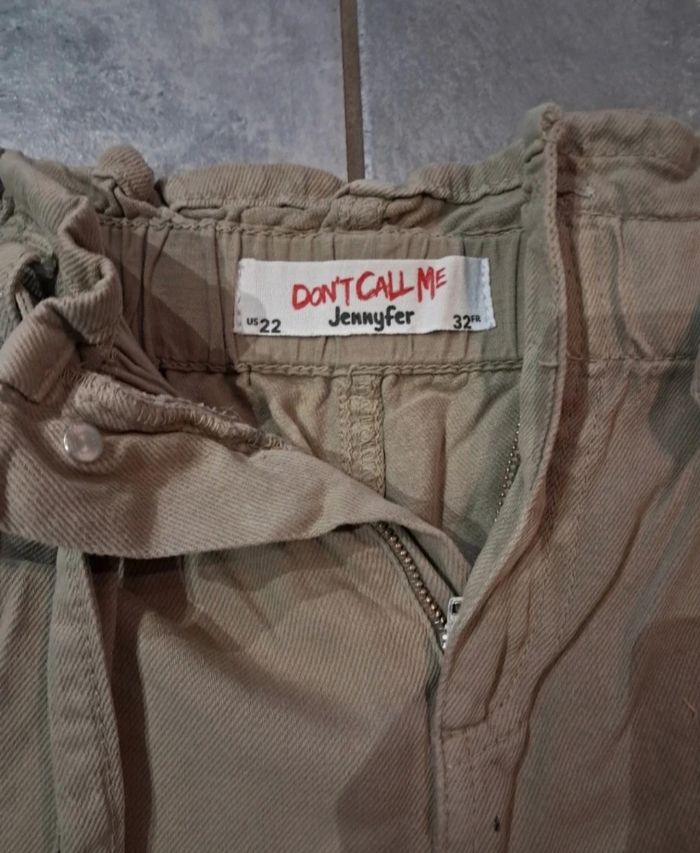 DON'T CALL ME
Jennyfer
US 22 32 FR